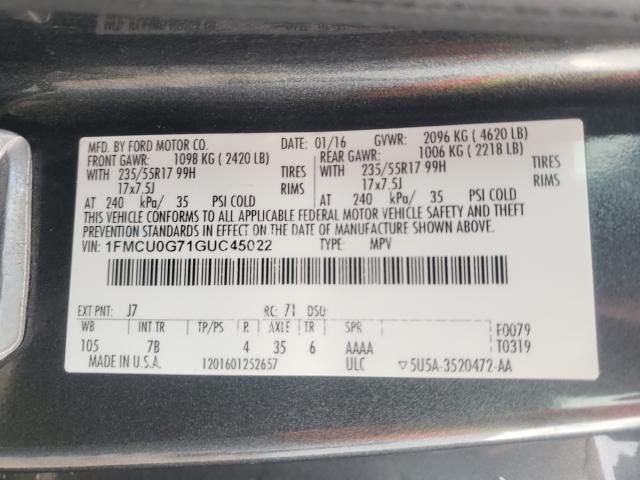 MFD. BY FORD MOTOR CO. DATE: 01/16 GVWR: 2096 KG ( 4620 LB)
FRONT GAWR: 1098 KG ( 2420 LB) REAR GAWR: 1006 KG ( 2218 LB)
WITH 235/55R17 99H TIRES WITH 235/55R17 99H TIRES
17x7.5J RIMS 17x7.5J RIMS
AT 240 kPa/ 35 PSI COLD AT 240 kPa/ 35 PSI COLD
THIS VEHICLE CONFORMS TO ALL APPLICABLE FEDERAL MOTOR VEHICLE SAFETY AND THEFT
PREVENTION STANDARDS IN EFFECT ON THE DATE OF MANUFACTURE SHOWN ABOVE.
VIN: 1FMCU0G71GUC45022 TYPE: MPV
EXT PNT: J7 RC: 71 DSO: F0079
WB INT TR TP/PS R AXLE TR SPR T0319
105 7B 4 35 6 AAAA
MADE IN U.S.A. 1201601252657 ULC ▽5U5A-3520472-AA